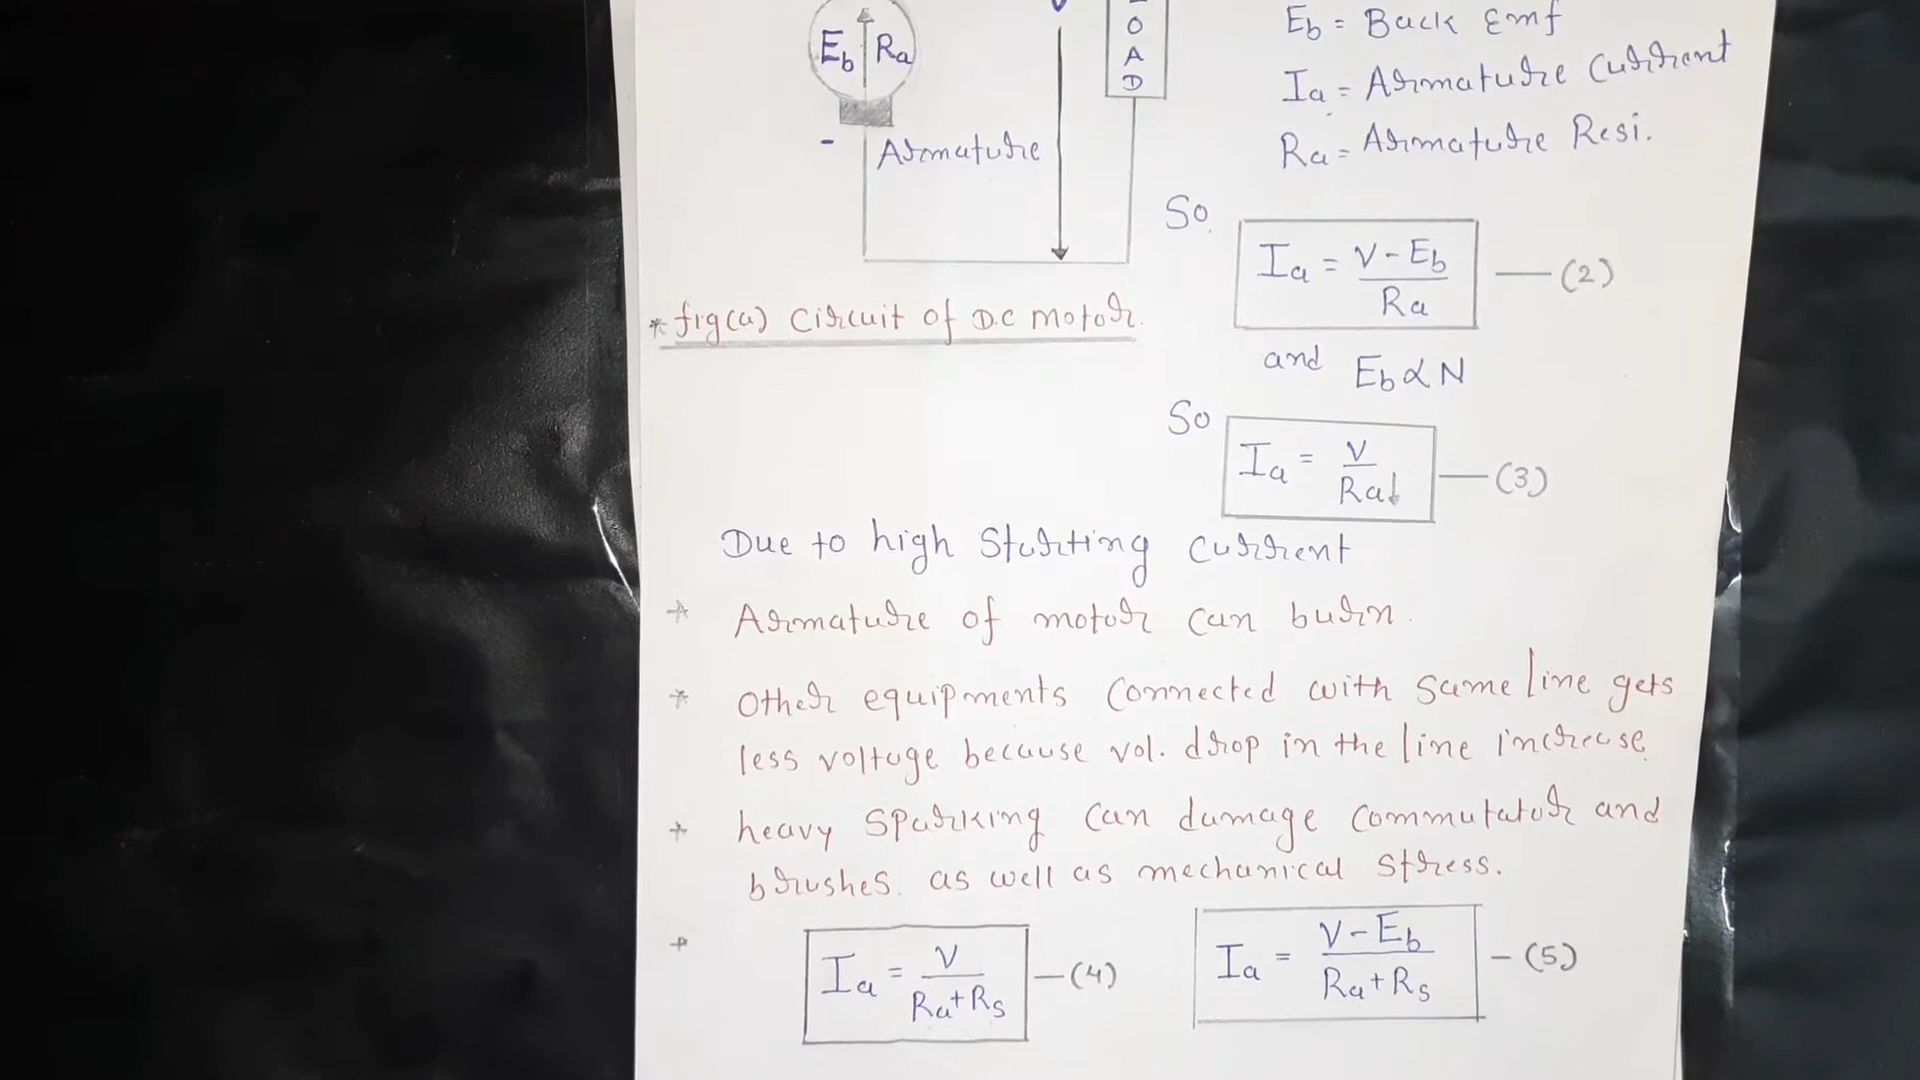 Eb Ra
O
A
D
- Armature
* fig(a) Circuit of D.C motor.
Eb = Back Emf
Ia = Armature Current
Ra = Armature Resi.
So
Ia = V - Eb / Ra — (2)
and Eb ∝ N
So
Ia = V / Ra↓ — (3)
Due to high Starting Current
* Armature of motor can burn.
* Other equipments Connected with same line gets
less voltage because vol. drop in the line increase.
* heavy Sparking can damage Commutator and
brushes. as well as mechanical stress.
* Ia = V / Ra + Rs — (4) Ia = V - Eb / Ra + Rs - (5)